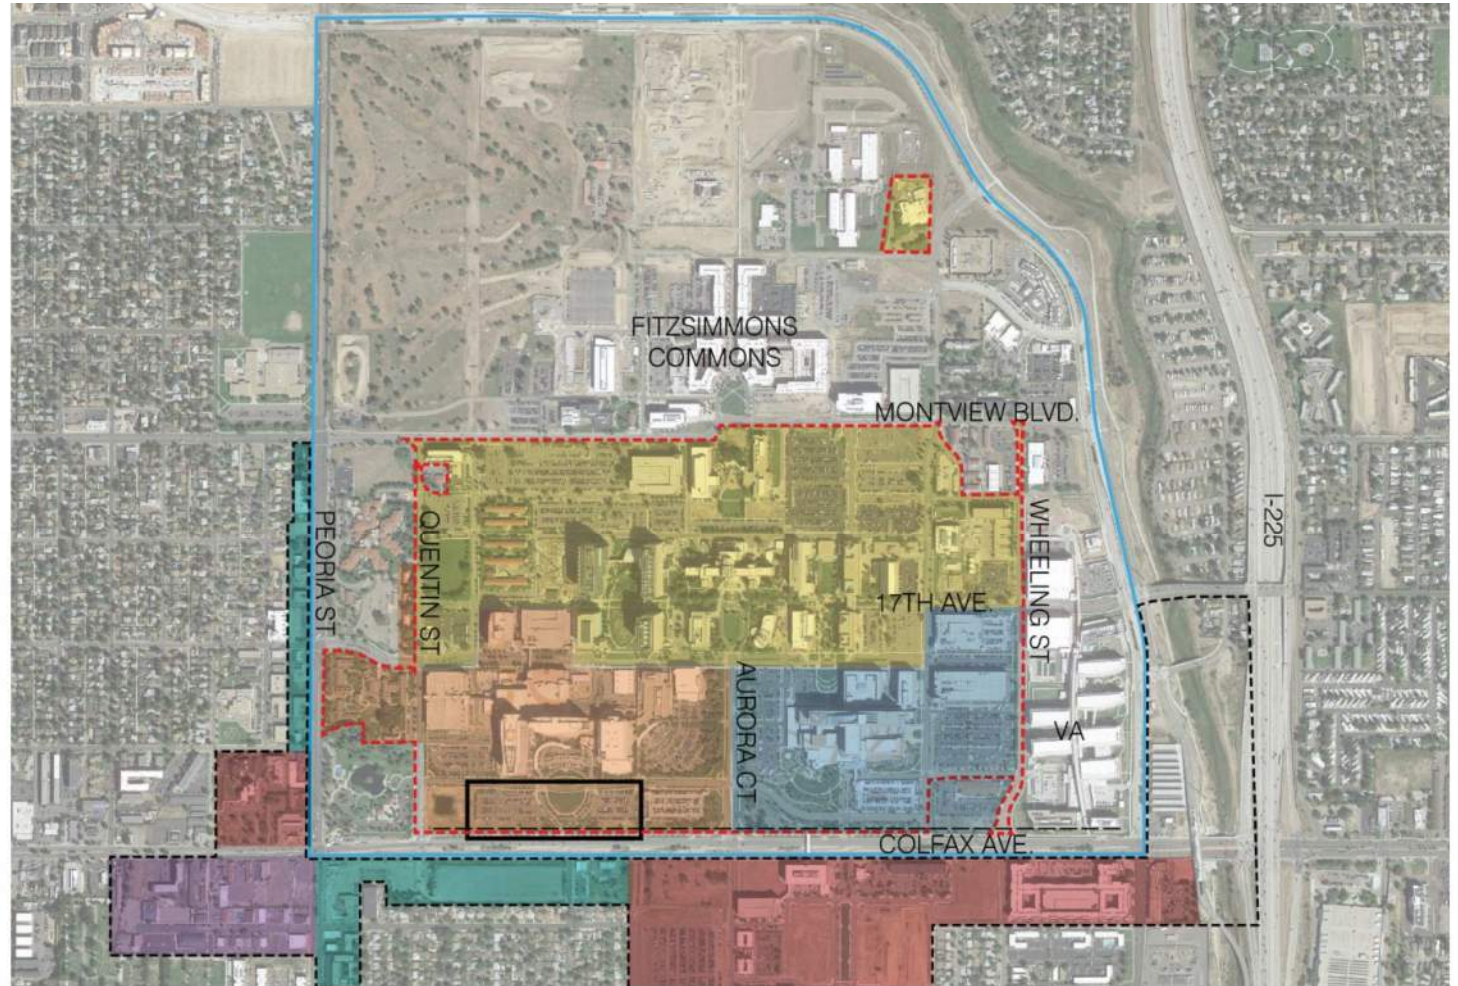 FITZSIMMONS
COMMONS
MONTVIEW BLVD.
PEORIA ST
QUENTIN ST
WHEELING ST
I-225
17TH AVE.
AURORA CT
VA
COLFAX AVE.